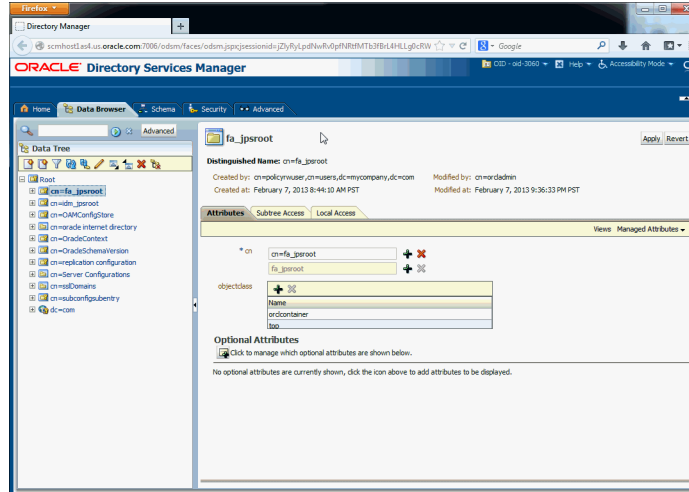 Firefox
Directory Manager
+
scmhost1as4.us.oracle.com:7006/odsm/faces/odsm.jspx;jsessionid=
Google
ORACLE Directory Services Manager
OID - oid-3060 Help Accessibility Mode
Home Data Browser Schema Security Advanced
Advanced
Data Tree
Root
cn=fa_jpsroot
cn=idm_jpsroot
cn=OAMConfigStore
cn=oracle internet directory
cn=OracleContext
cn=OracleSchemaVersion
cn=replication configuration
cn=Server Configurations
cn=sslDomains
cn=subconfigsubentry
dc=com
fa_jpsroot
Apply Revert
Distinguished Name: cn=fa_jpsroot
Created by: cn=policyrwuser,cn=users,dc=mycompany,dc=com Modified by: cn=orcladmin
Created at: February 7, 2013 8:44:10 AM PST Modified at: February 7, 2013 9:36:33 PM PST
Attributes Subtree Access Local Access
Views Managed Attributes
* cn cn=fa_jpsroot
fa_jpsroot
objectclass
Name
orclcontainer
top
Optional Attributes
Click to manage which optional attributes are shown below.
No optional attributes are currently shown, click the icon above to add attributes to be displayed.